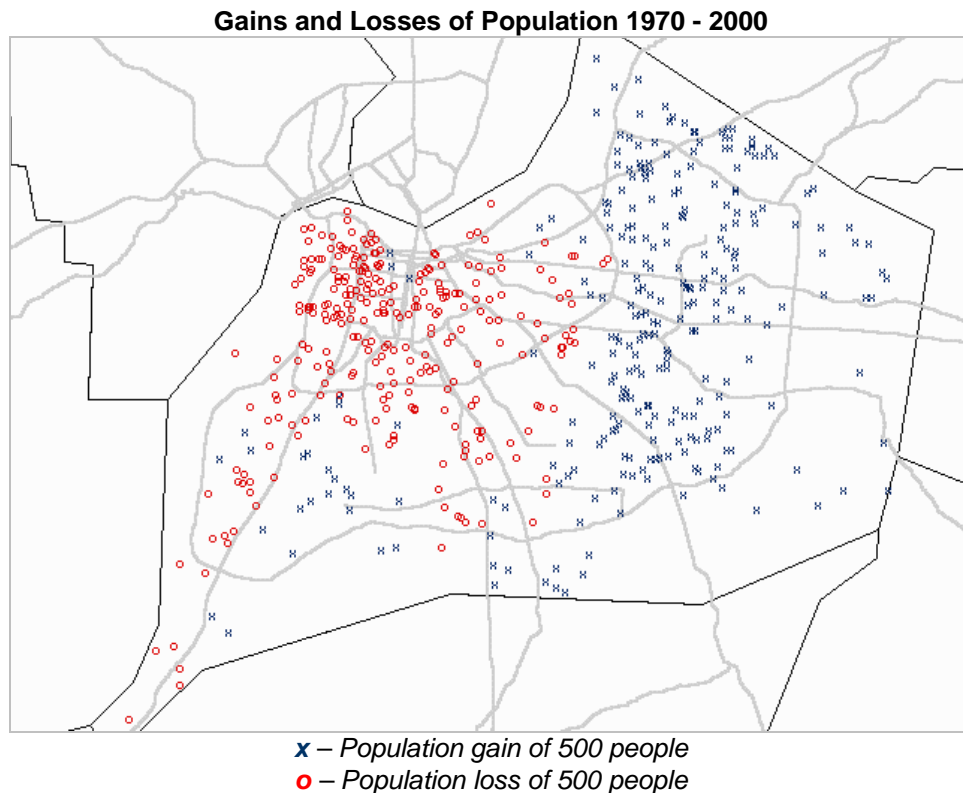 Gains and Losses of Population 1970 - 2000
x – Population gain of 500 people
o – Population loss of 500 people